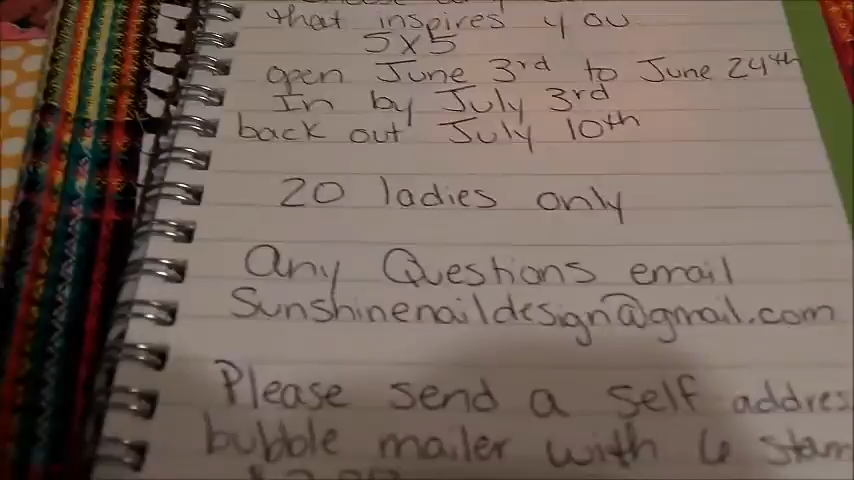 that inspires you
5x5
open June 3rd to June 24th
In by July 3rd
back out July 10th
20 ladies only
Any Questions email
Sunshinenaildesign@gmail.com
Please send a self addres
bubble mailer with 6 stam